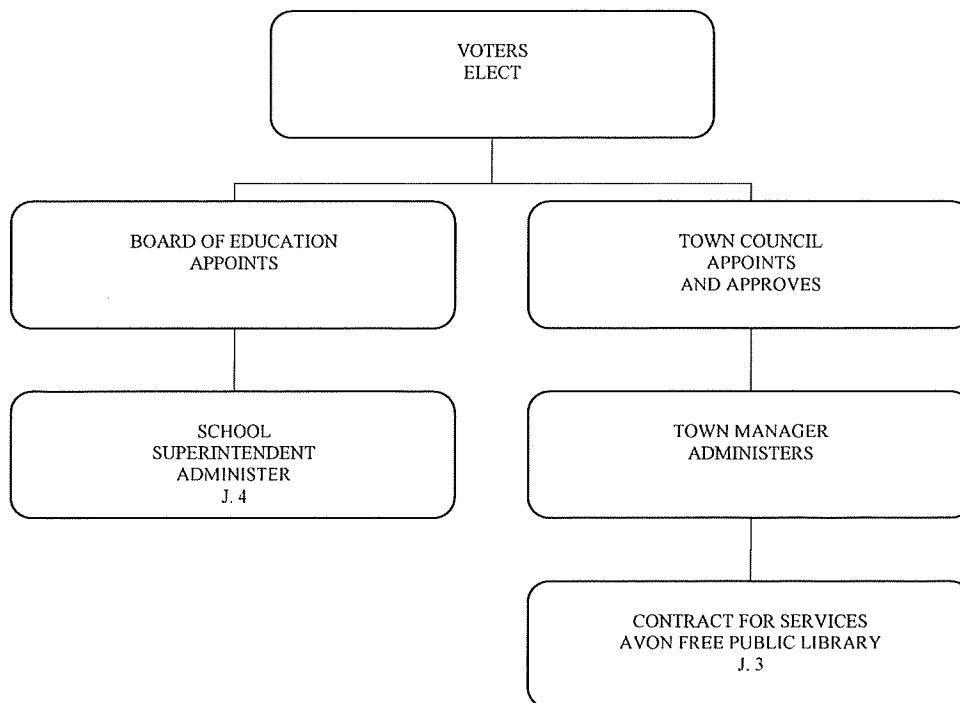 VOTERS
ELECT
BOARD OF EDUCATION
APPOINTS
TOWN COUNCIL
APPOINTS
AND APPROVES
SCHOOL
SUPERINTENDENT
ADMINISTER
J. 4
TOWN MANAGER
ADMINISTERS
CONTRACT FOR SERVICES
AVON FREE PUBLIC LIBRARY
J. 3